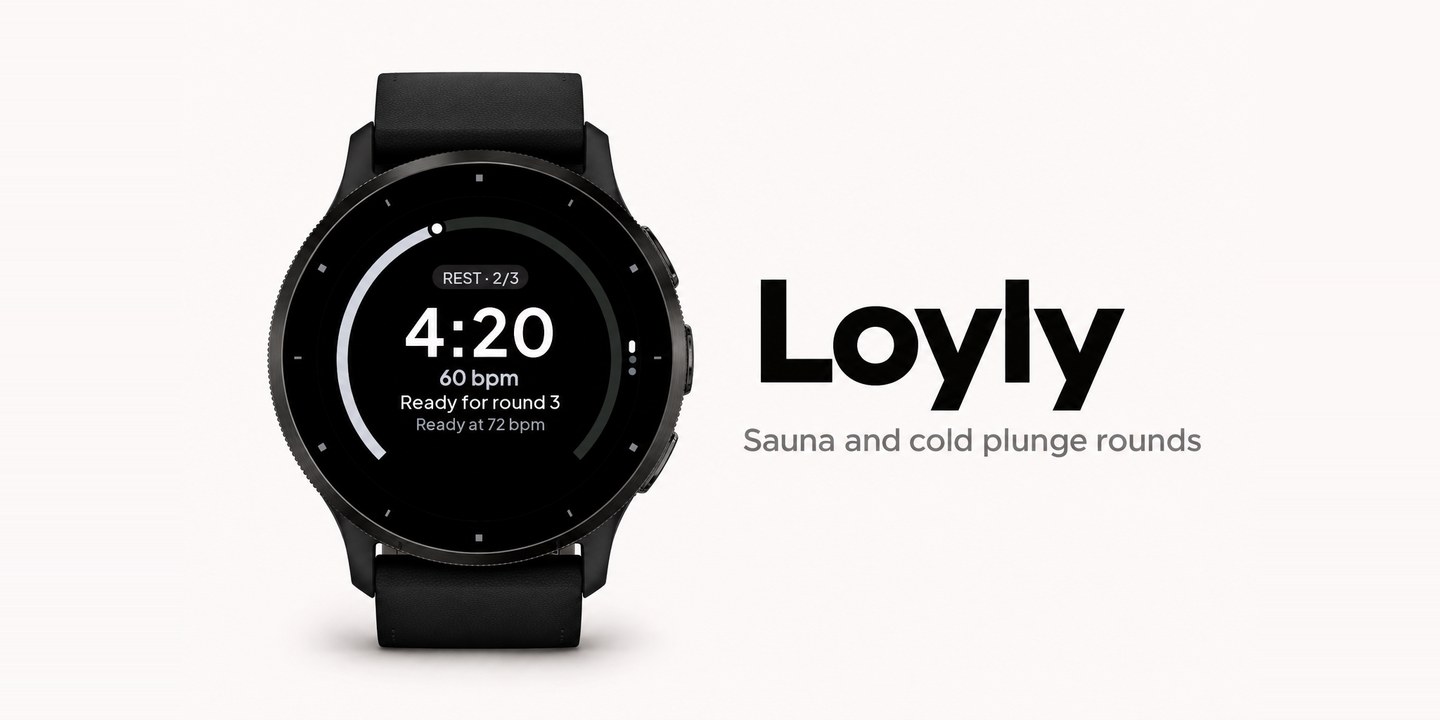 REST · 2/3
4:20
60 bpm
Ready for round 3
Ready at 72 bpm
Loyly
Sauna and cold plunge rounds